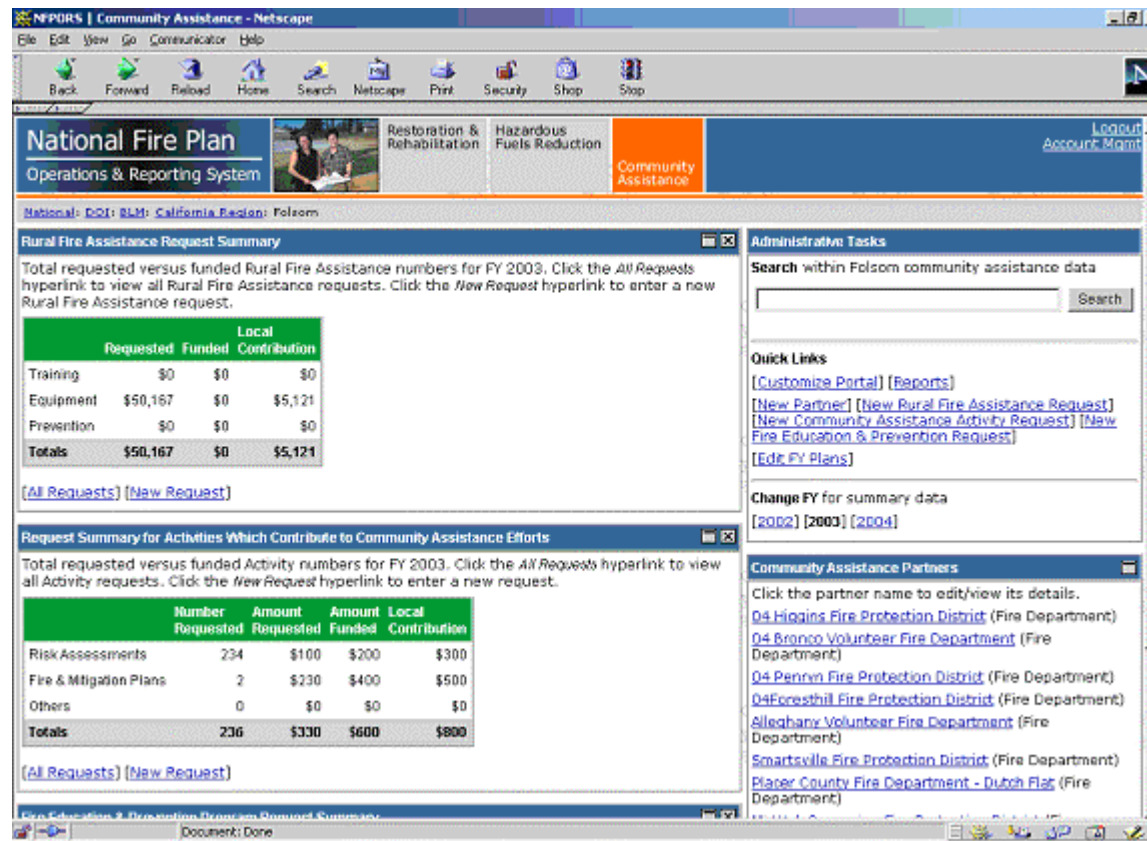 NFPORS | Community Assistance - Netscape
File Edit View Go Communicator Help
Back Forward Reload Home Search Netscape Print Security Shop Stop
National Fire Plan
Operations & Reporting System
Restoration &
Rehabilitation
Hazardous
Fuels Reduction
Community
Assistance
Logout
Account Mgmt
National: DOI: BLM: California Region: Folsom
Rural Fire Assistance Request Summary
Total requested versus funded Rural Fire Assistance numbers for FY 2003. Click the All Requests
hyperlink to view all Rural Fire Assistance requests. Click the New Request hyperlink to enter a new
Rural Fire Assistance request.
Local
Requested Funded Contribution
Training $0 $0 $0
Equipment $50,167 $0 $5,121
Prevention $0 $0 $0
Totals $50,167 $0 $5,121
[All Requests] [New Request]
Request Summary for Activities Which Contribute to Community Assistance Efforts
Total requested versus funded Activity numbers for FY 2003. Click the All Requests hyperlink to view
all Activity requests. Click the New Request hyperlink to enter a new request.
Number Amount Amount Local
Requested Requested Funded Contribution
Risk Assessments 234 $100 $200 $300
Fire & Mitigation Plans 2 $230 $400 $500
Others 0 $0 $0 $0
Totals 236 $330 $600 $800
[All Requests] [New Request]
Fire Education & Prevention Program Request Summary
Administrative Tasks
Search within Folsom community assistance data
Search
Quick Links
[Customize Portal] [Reports]
[New Partner] [New Rural Fire Assistance Request]
[New Community Assistance Activity Request] [New
Fire Education & Prevention Request]
[Edit FY Plans]
Change FY for summary data
[2002] [2003] [2004]
Community Assistance Partners
Click the partner name to edit/view its details.
04 Higgins Fire Protection District (Fire Department)
04 Bronco Volunteer Fire Department (Fire
Department)
04 Penryn Fire Protection District (Fire Department)
04Foresthill Fire Protection District (Fire Department)
Alleghany Volunteer Fire Department (Fire
Department)
Smartsville Fire Protection District (Fire Department)
Placer County Fire Department - Dutch Flat (Fire
Department)
Document: Done